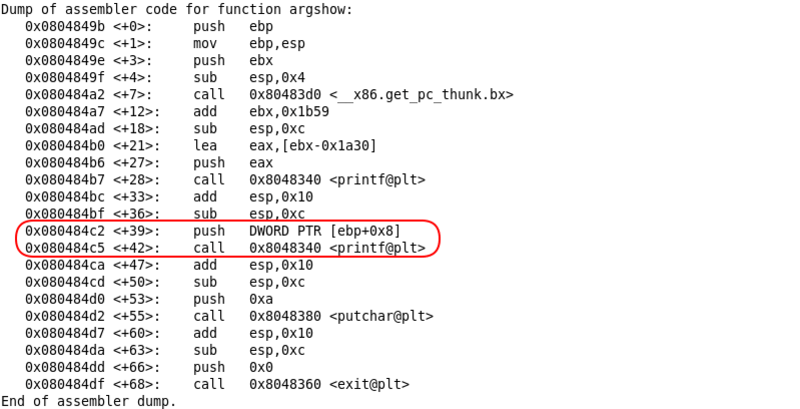 Dump of assembler code for function argshow:
0x0804849b <+0>: push ebp
0x0804849c <+1>: mov ebp,esp
0x0804849e <+3>: push ebx
0x0804849f <+4>: sub esp,0x4
0x080484a2 <+7>: call 0x80483d0 <__x86.get_pc_thunk.bx>
0x080484a7 <+12>: add ebx,0x1b59
0x080484ad <+18>: sub esp,0xc
0x080484b0 <+21>: lea eax,[ebx-0x1a30]
0x080484b6 <+27>: push eax
0x080484b7 <+28>: call 0x8048340 <printf@plt>
0x080484bc <+33>: add esp,0x10
0x080484bf <+36>: sub esp,0xc
0x080484c2 <+39>: push DWORD PTR [ebp+0x8]
0x080484c5 <+42>: call 0x8048340 <printf@plt>
0x080484ca <+47>: add esp,0x10
0x080484cd <+50>: sub esp,0xc
0x080484d0 <+53>: push 0xa
0x080484d2 <+55>: call 0x8048380 <putchar@plt>
0x080484d7 <+60>: add esp,0x10
0x080484da <+63>: sub esp,0xc
0x080484dd <+66>: push 0x0
0x080484df <+68>: call 0x8048360 <exit@plt>
End of assembler dump.